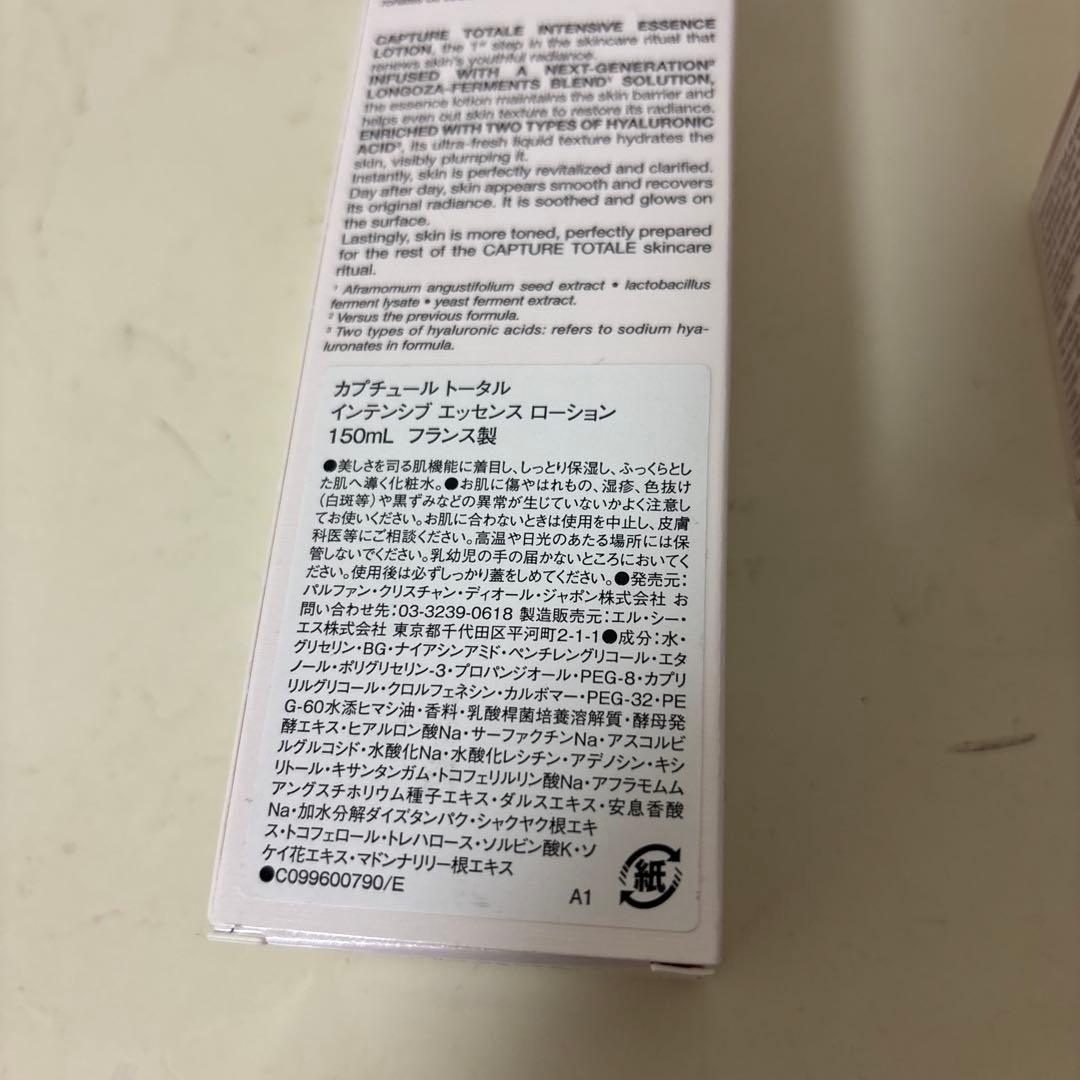 CAPTURE TOTALE INTENSIVE ESSENCE
LOTION, the 1st step in the skincare ritual that
renews skin's youthful radiance.
INFUSED WITH A NEXT-GENERATION²
LONGOZA-FERMENTS BLEND¹ SOLUTION,
the essence lotion maintains the skin barrier and
helps even out skin texture to restore its radiance.
ENRICHED WITH TWO TYPES OF HYALURONIC
ACID³, its ultra-fresh liquid texture hydrates the
skin, visibly plumping it.
Instantly, skin is perfectly revitalized and clarified.
Day after day, skin appears smooth and recovers
its original radiance. It is soothed and glows on
the surface.
Lastingly, skin is more toned, perfectly prepared
for the rest of the CAPTURE TOTALE skincare
ritual.
¹ Aframomum angustifolium seed extract • lactobacillus
ferment lysate • yeast ferment extract.
² Versus the previous formula.
³ Two types of hyaluronic acids: refers to sodium hya-
luronates in formula.
カプチュール トータル
インテンシブ エッセンス ローション
150mL フランス製
●美しさを司る肌機能に着目し、しっとり保湿し、ふっくらとし
た肌へ導く化粧水。●お肌に傷やはれもの、湿疹、色抜け
(白斑等)や黒ずみなどの異常が生じていないかよく注意し
てお使いください。お肌に合わないときは使用を中止し、皮膚
科医等にご相談ください。高温や日光のあたる場所には保
管しないでください。乳幼児の手の届かないところにおいてく
ださい。使用後は必ずしっかり蓋をしめてください。●発売元:
パルファン・クリスチャン・ディオール・ジャポン株式会社 お
問い合わせ先:03-3239-0618 製造販売元:エル・シー・
エス株式会社 東京都千代田区平河町2-1-1●成分:水・
グリセリン・BG・ナイアシンアミド・ペンチレングリコール・エタ
ノール・ポリグリセリン-3・プロパンジオール・PEG-8・カプリ
リルグリコール・クロルフェネシン・カルボマー・PEG-32・PE
G-60水添ヒマシ油・香料・乳酸桿菌培養溶解質・酵母発
酵エキス・ヒアルロン酸Na・サーファクチンNa・アスコルビ
ルグルコシド・水酸化Na・水酸化レシチン・アデノシン・キシ
リトール・キサンタンガム・トコフェリルリン酸Na・アフラモムム
アングスチホリウム種子エキス・ダルスエキス・安息香酸
Na・加水分解ダイズタンパク・シャクヤク根エキ
ス・トコフェロール・トレハロース・ソルビン酸K・ソ
ケイ花エキス・マドンナリリー根エキス
●C099600790/E
A1
紙